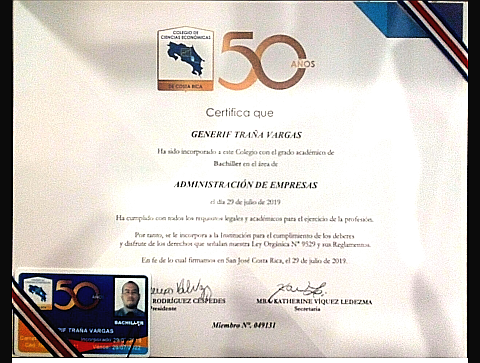 COLEGIO DE
CIENCIAS ECONÓMICAS
DE COSTA RICA
50 AÑOS
Certifica que
GENERIF TRAÑA VARGAS
Ha sido incorporado a este Colegio con el grado académico de
Bachiller en el área de
ADMINISTRACIÓN DE EMPRESAS
el día 29 de julio de 2019
Ha cumplido con todos los requisitos legales y académicos para el ejercicio de la profesión.
Por tanto, se le incorpora a la Institución para el cumplimiento de los deberes
y disfrute de los derechos que señalan nuestra Ley Orgánica N° 9529 y sus Reglamentos.
En fe de lo cual firmamos en San José Costa Rica, el 29 de julio de 2019.
RODRÍGUEZ CÉSPEDES
esidente
MBA. KATHERINE VÍQUEZ LEDEZMA
Secretaria
Miembro N°. 049131
50
BACHILLER
ERIF TRAÑA VARGAS
Incorporado